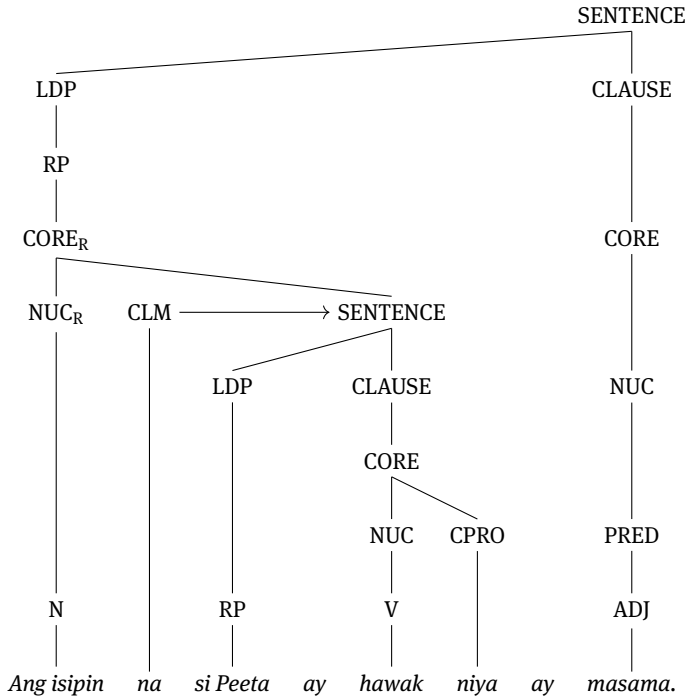 SENTENCE
LDP CLAUSE
RP
CORE_R CORE
NUC_R CLM SENTENCE
LDP CLAUSE NUC
CORE
NUC CPRO PRED
N RP V ADJ
Ang isipin na si Peeta ay hawak niya ay masama.